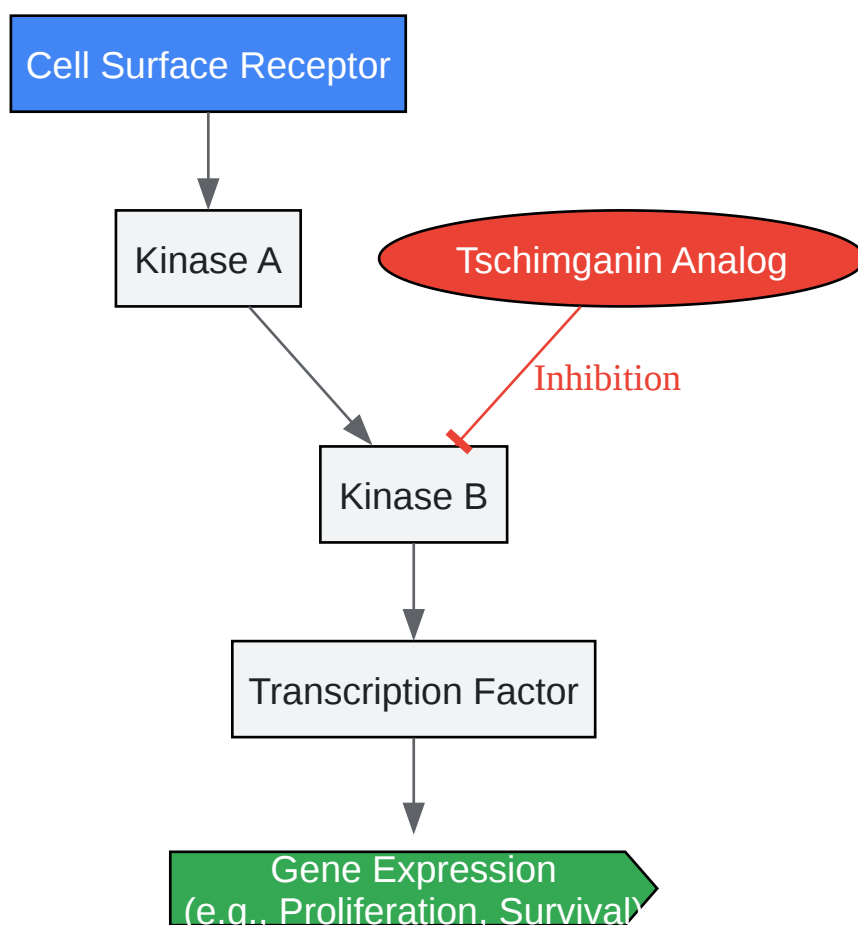 Cell Surface Receptor
Kinase A
Tschimganin Analog
Inhibition
Kinase B
Transcription Factor
Gene Expression
(e.g., Proliferation, Survival)